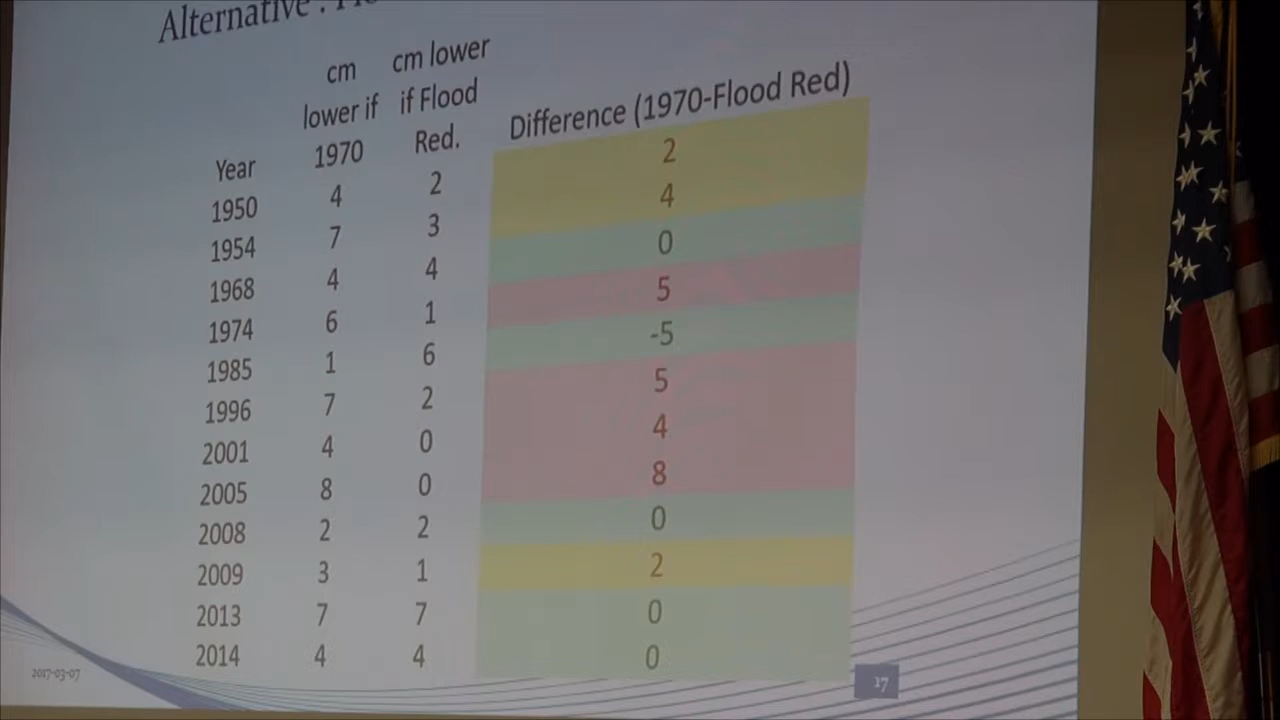 Alternative :
cm cm lower
lower if if Flood
Year 1970 Red. Difference (1970-Flood Red)
1950 4 2 2
1954 7 3 4
1968 4 4 0
1974 6 1 5
1985 1 6 -5
1996 7 2 5
2001 4 0 4
2005 8 0 8
2008 2 2 0
2009 3 1 2
2013 7 7 0
2014 4 4 0
2017-03-07
17